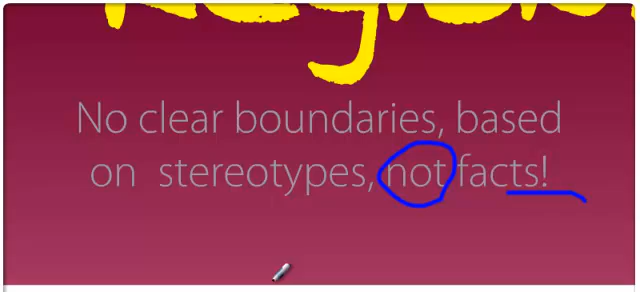 No clear boundaries, based
on stereotypes, not facts!